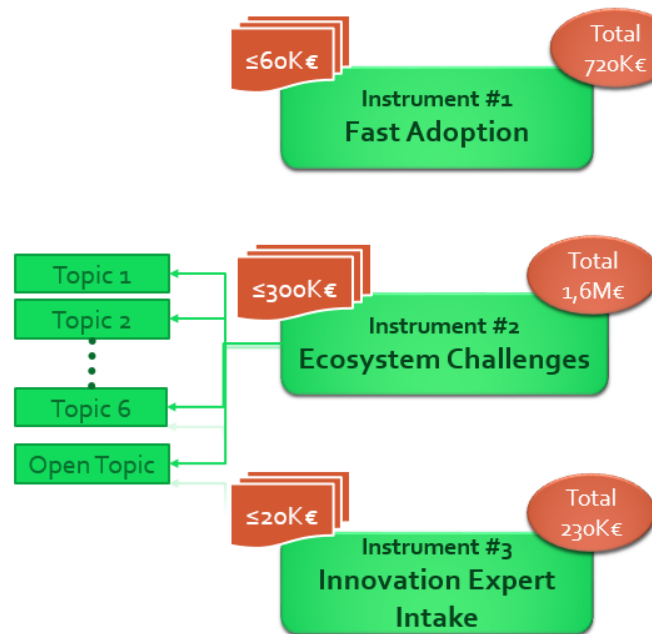 ≤60K€
Total
720K€
Instrument #1
Fast Adoption
Topic 1
Topic 2
Topic 6
Open Topic
≤300K€
Total
1,6M€
Instrument #2
Ecosystem Challenges
≤20K€
Total
230K€
Instrument #3
Innovation Expert
Intake